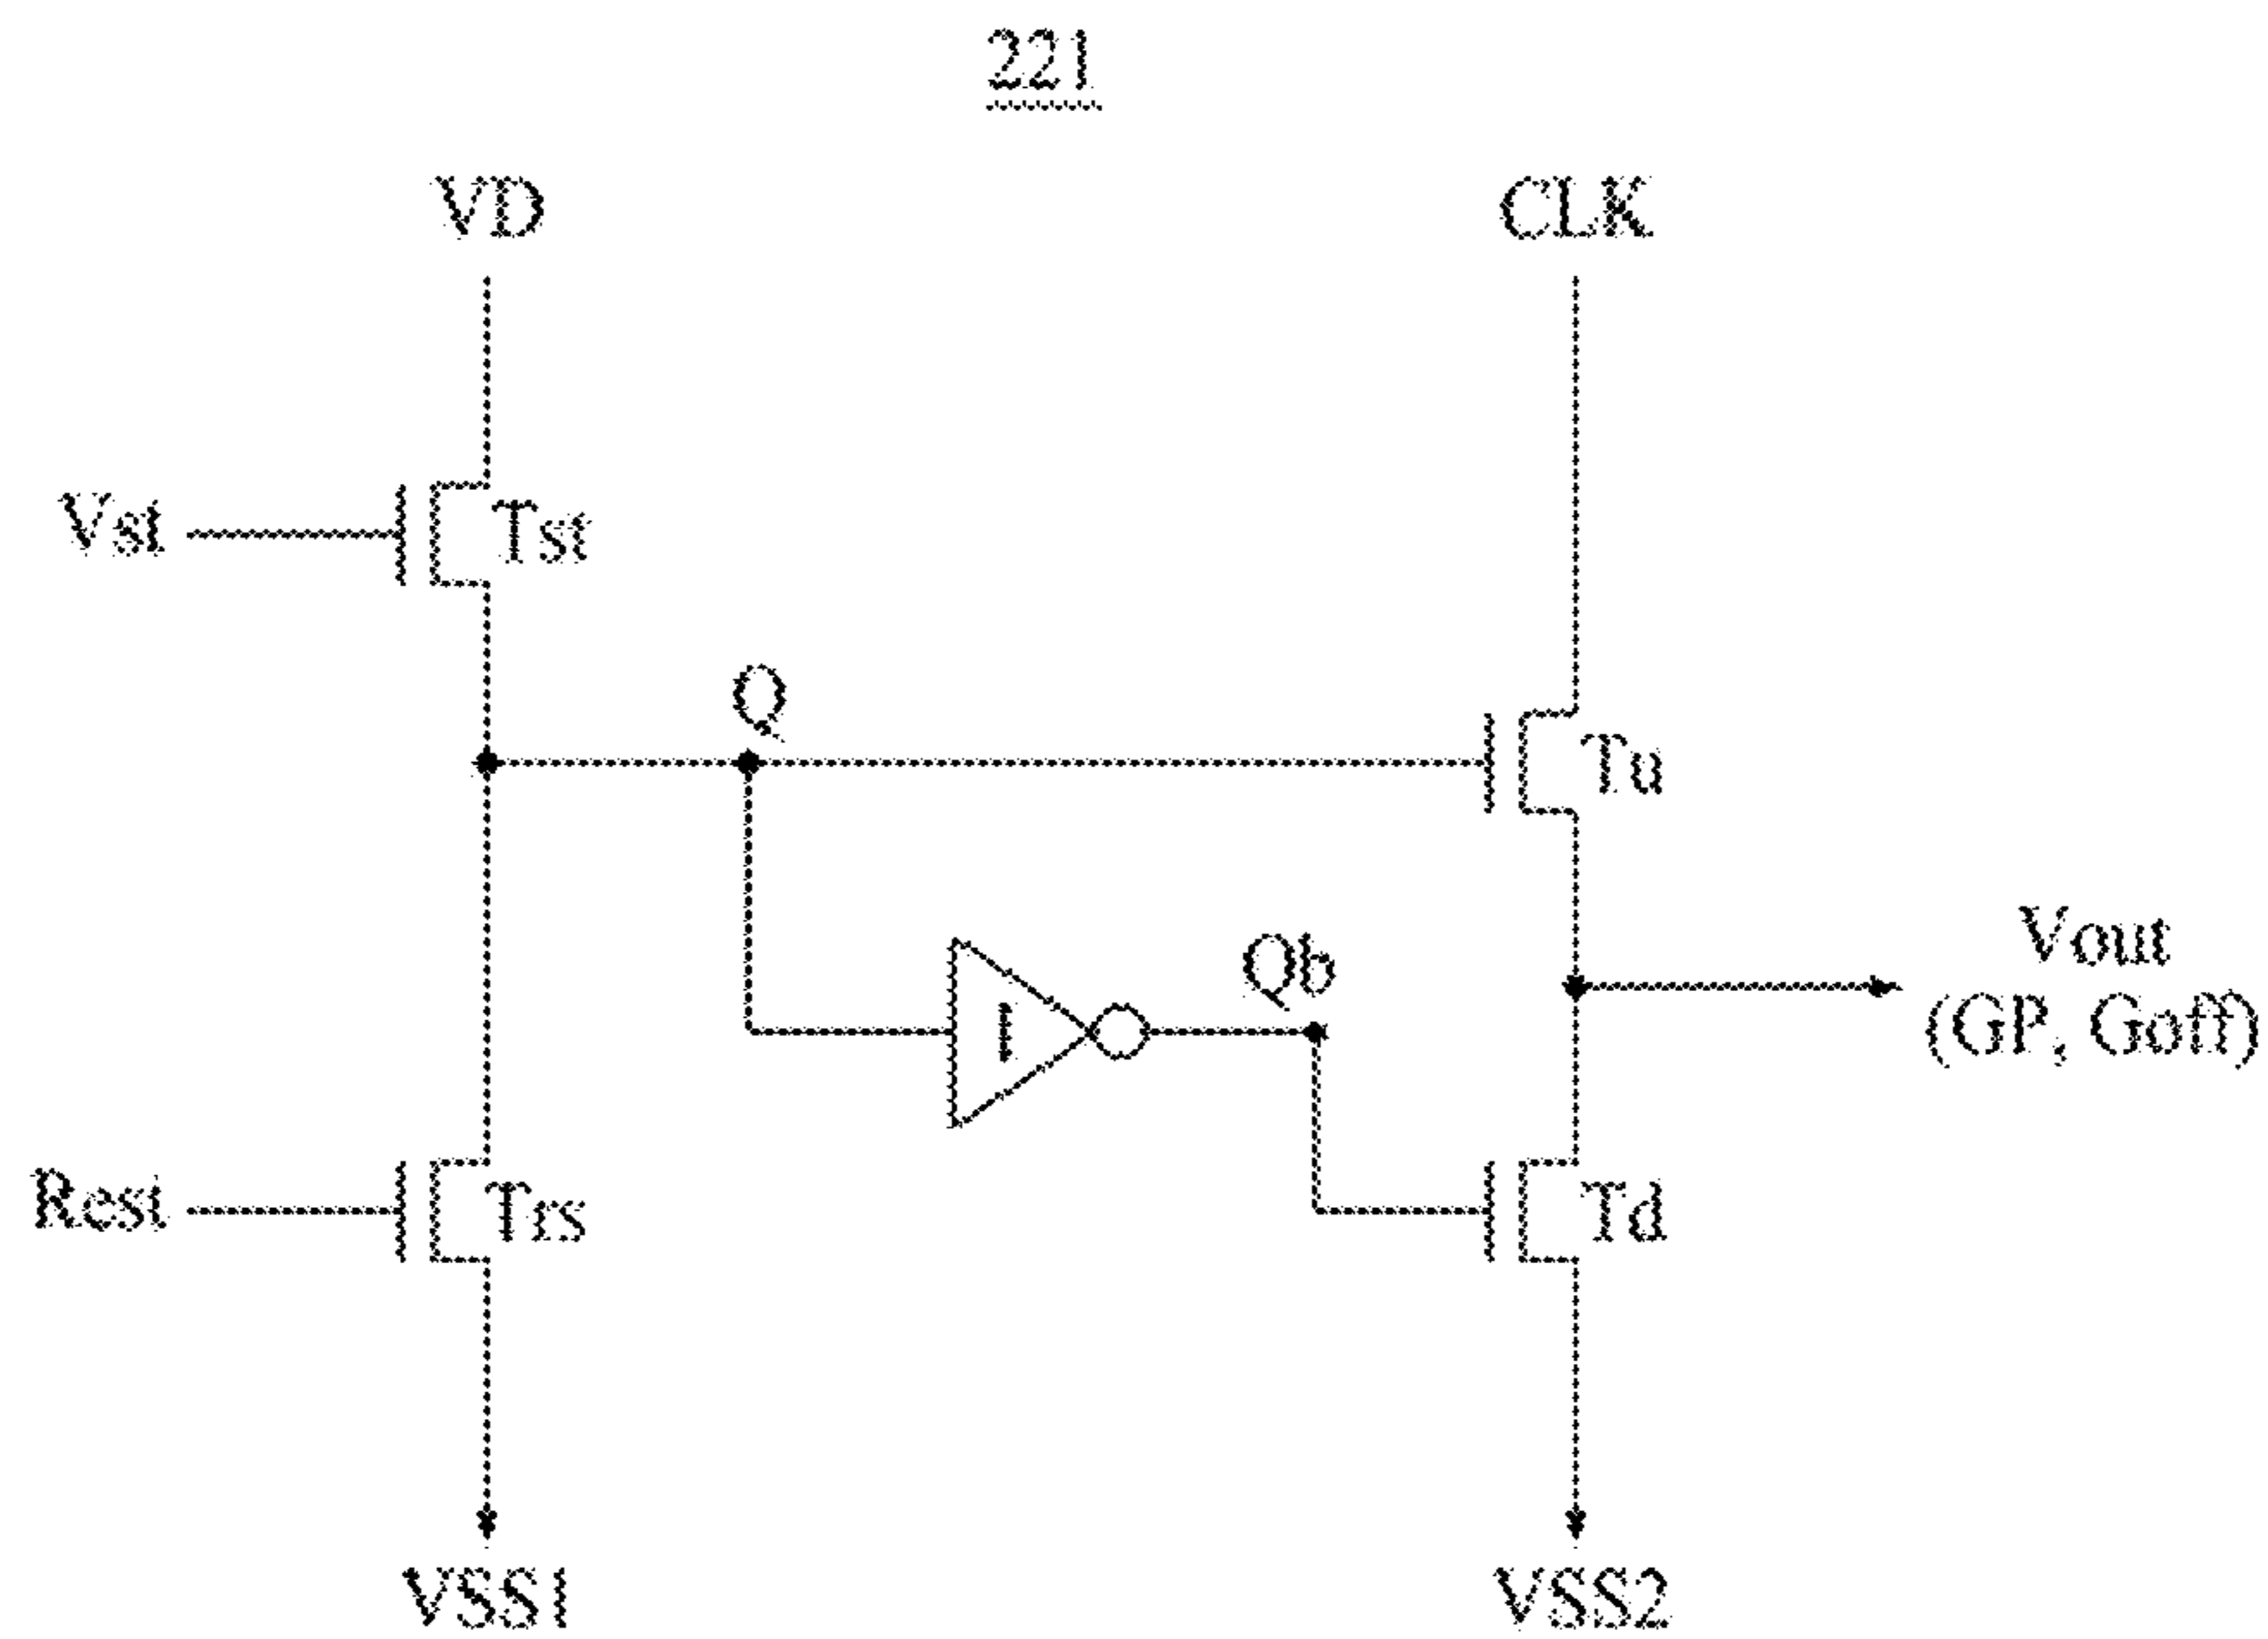 221
VD
CLK
Vst
Tst
Q
Tu
Vout
(GP, Goff)
I
Qb
Rest
Trs
Td
VSS1
VSS2